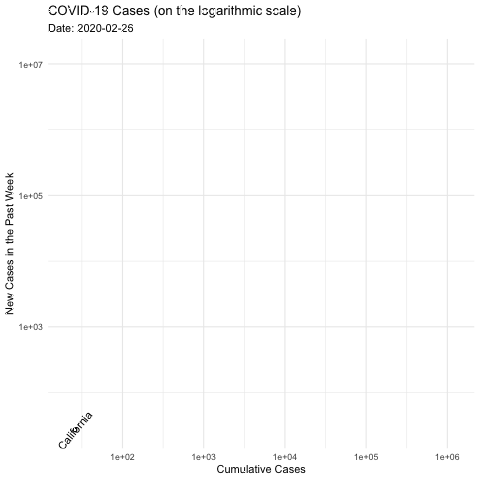 COVID-19 Cases (on the logarithmic scale)
Date: 2020-02-26
1e+07
1e+05
1e+03
New Cases in the Past Week
California
1e+02
1e+03
1e+04
1e+05
1e+06
Cumulative Cases